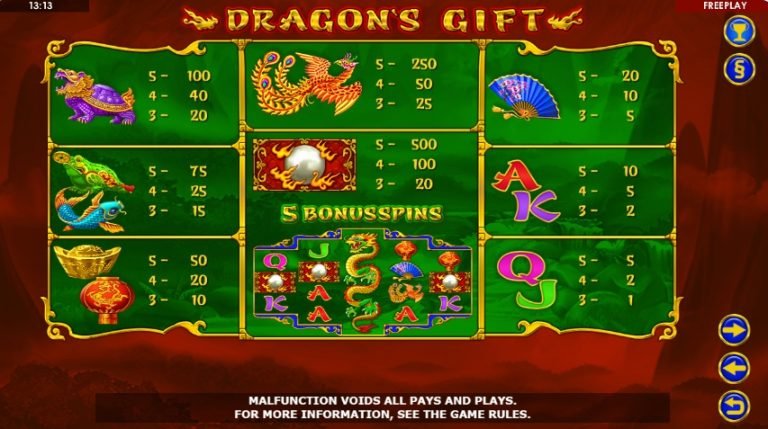 13:13
FREEPLAY
DRAGON'S GIFT
§
5 - 100
4 - 40
3 - 20
5 - 250
4 - 50
3 - 25
5 - 20
4 - 10
3 - 5
5 - 75
4 - 25
3 - 15
5 - 500
4 - 100
3 - 20
A
K
5 - 10
4 - 5
3 - 2
5 BONUSSPINS
5 - 50
4 - 20
3 - 10
Q J
K A A K
Q
J
5 - 5
4 - 2
3 - 1
MALFUNCTION VOIDS ALL PAYS AND PLAYS.
FOR MORE INFORMATION, SEE THE GAME RULES.